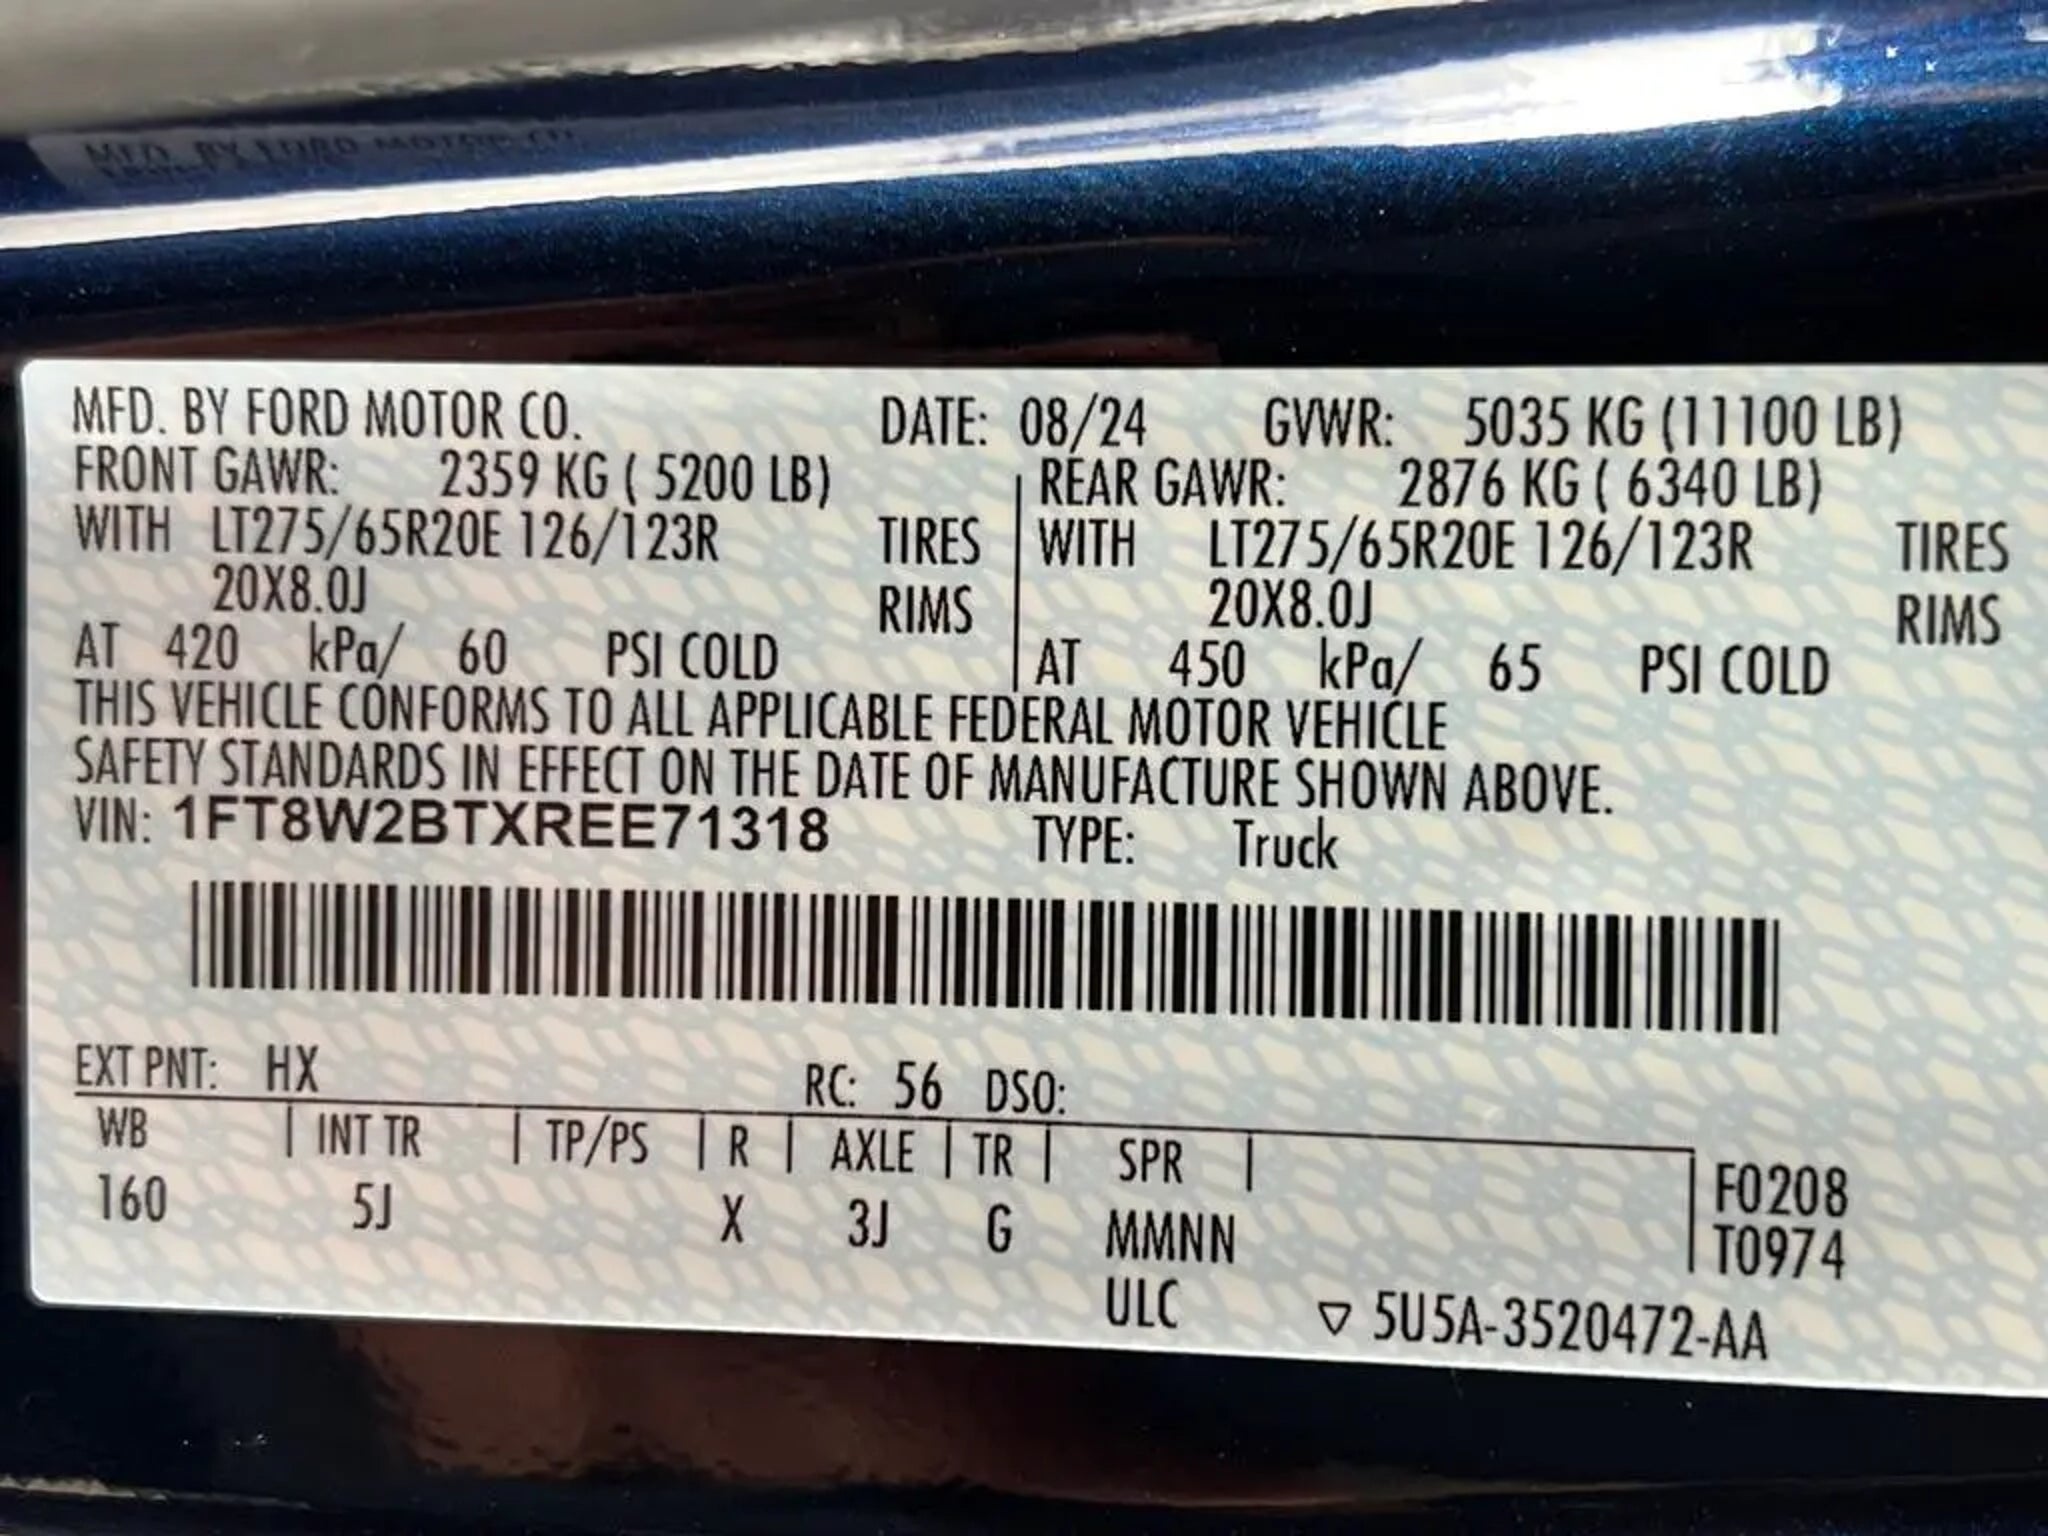 MFD. BY FORD MOTOR CO.
MFD. BY FORD MOTOR CO. DATE: 08/24 GVWR: 5035 KG (11100 LB)
FRONT GAWR: 2359 KG ( 5200 LB) REAR GAWR: 2876 KG ( 6340 LB)
WITH LT275/65R20E 126/123R TIRES WITH LT275/65R20E 126/123R TIRES
20X8.0J RIMS 20X8.0J RIMS
AT 420 kPa/ 60 PSI COLD AT 450 kPa/ 65 PSI COLD
THIS VEHICLE CONFORMS TO ALL APPLICABLE FEDERAL MOTOR VEHICLE
SAFETY STANDARDS IN EFFECT ON THE DATE OF MANUFACTURE SHOWN ABOVE.
VIN: 1FT8W2BTXREE71318 TYPE: Truck
EXT PNT: HX RC: 56 DSO:
WB INT TR TP/PS R AXLE TR SPR
160 5J X 3J G MMNN
F0208
T0974
ULC ▽ 5U5A-3520472-AA